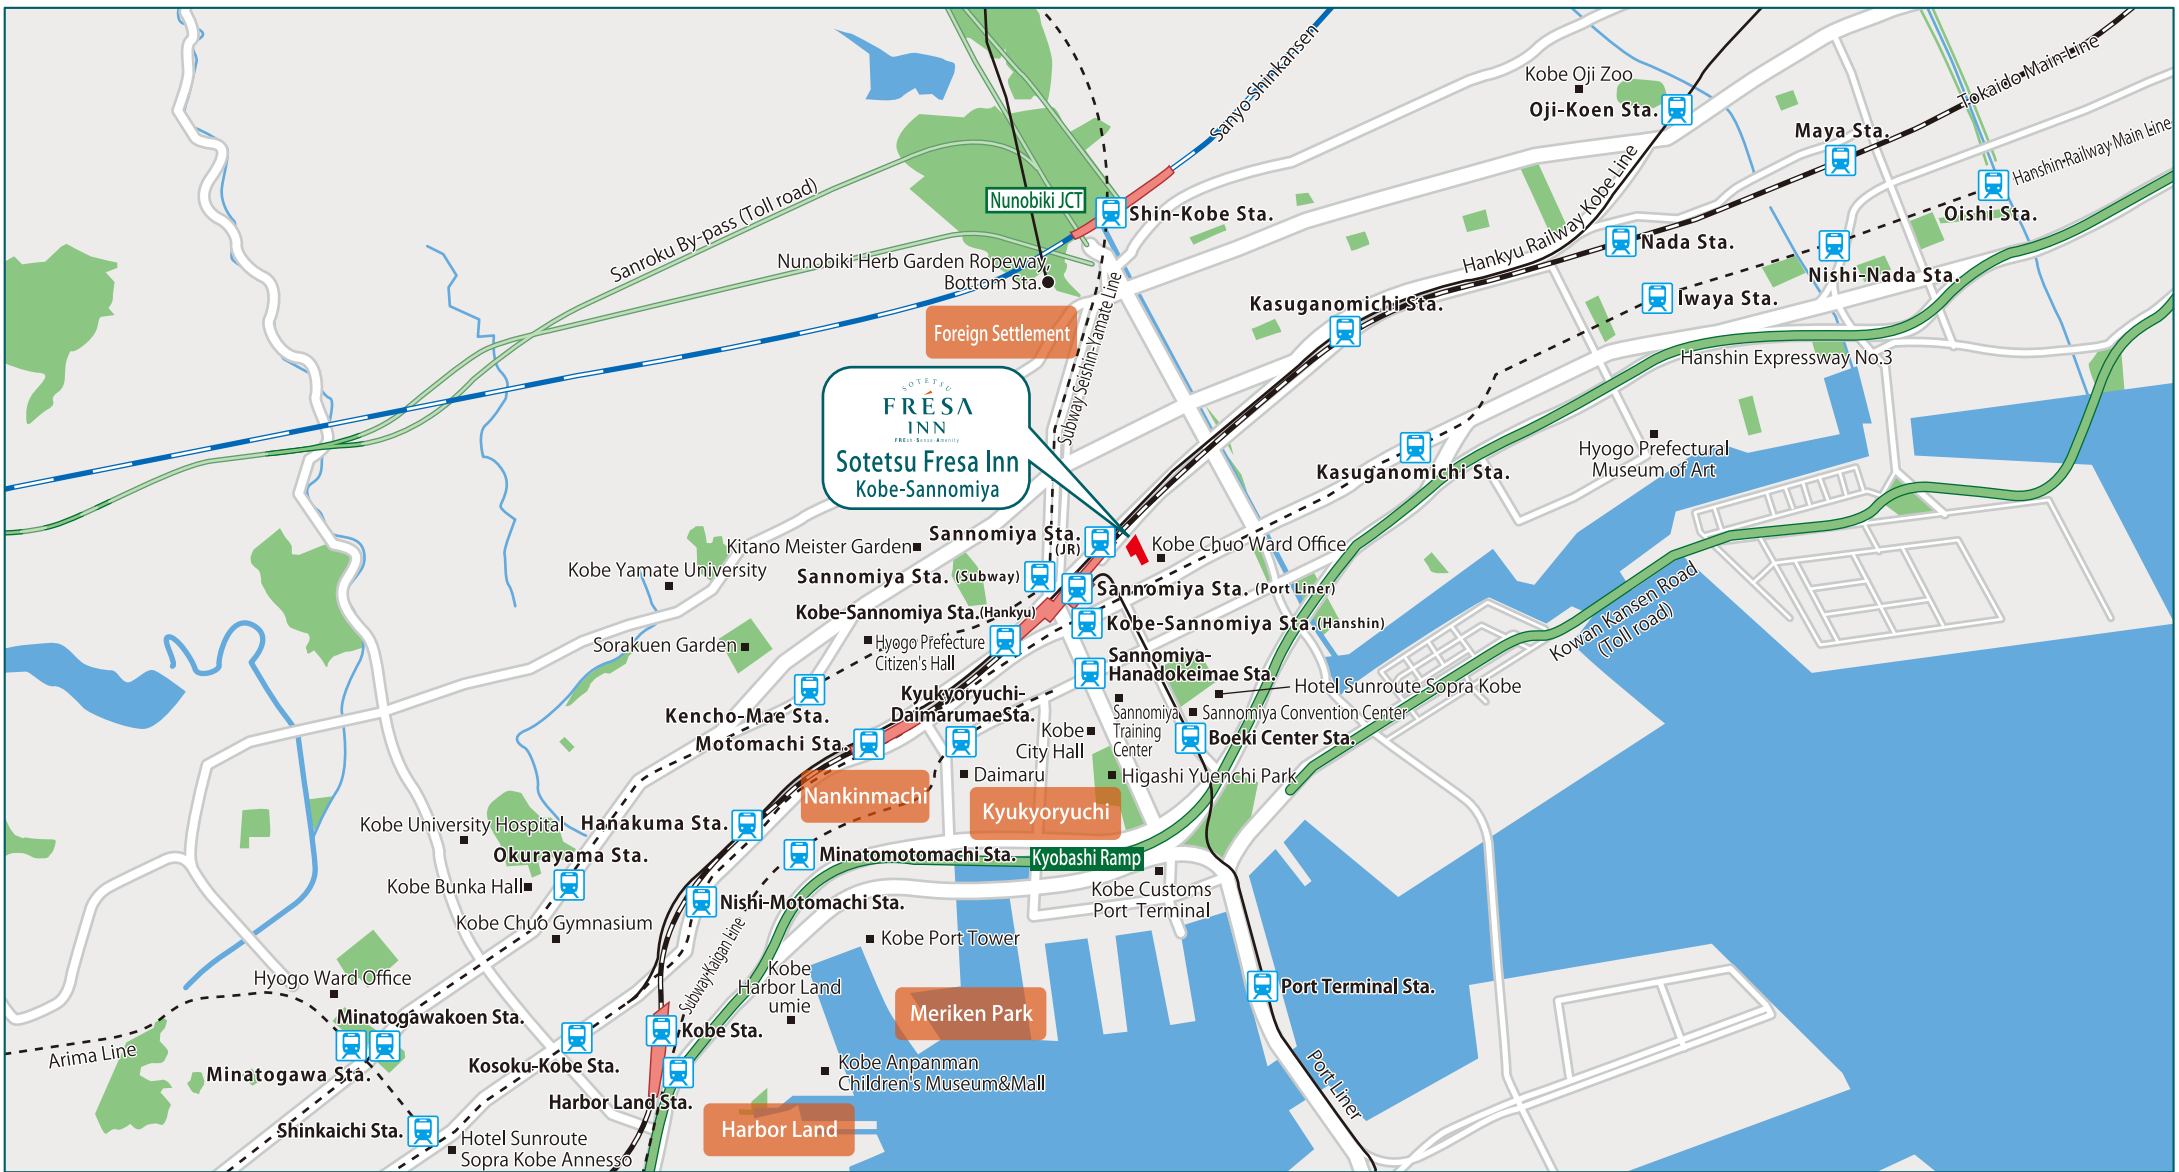 Sanyo Shinkansen
Kobe Oji Zoo
Oji-Koen Sta.
Tokaido Main Line
Maya Sta.
Hanshin Railway Main Line
Oishi Sta.
Nunobiki JCT
Shin-Kobe Sta.
Sanroku By-pass (Toll road)
Hankyu Railway Kobe Line
Nada Sta.
Nishi-Nada Sta.
Iwaya Sta.
Nunobiki Herb Garden Ropeway,
Bottom Sta.
Subway Seishin-Yamate Line
Kasuganomichi Sta.
Foreign Settlement
Hanshin Expressway No.3
SOTETSU
FRÉSA
INN
FREsh·Sense·Amenity
Sotetsu Fresa Inn
Kobe-Sannomiya
Kasuganomichi Sta.
Hyogo Prefectural
Museum of Art
Sannomiya Sta.
(JR)
Kobe Chuo Ward Office
Kitano Meister Garden
Kobe Yamate University
Sannomiya Sta. (Subway)
Sannomiya Sta. (Port Liner)
Kobe-Sannomiya Sta.(Hankyu)
Kobe-Sannomiya Sta.(Hanshin)
Kowan Kansen Road
(Toll road)
Sorakuen Garden
Hyogo Prefecture
Citizen's Hall
Sannomiya-
Hanadokeimae Sta.
Hotel Sunroute Sopra Kobe
Kencho-Mae Sta.
Kyukyoryuchi-
DaimarumaeSta.
Sannomiya
Training
Center
Sannomiya Convention Center
Motomachi Sta.
Kobe
City Hall
Boeki Center Sta.
Daimaru
Higashi Yuenchi Park
Nankinmachi
Kyukyoryuchi
Kobe University Hospital
Hanakuma Sta.
Okurayama Sta.
Minatomotomachi Sta.
Kyobashi Ramp
Kobe Bunka Hall
Nishi-Motomachi Sta.
Kobe Customs
Port Terminal
Kobe Chuo Gymnasium
Subway Kaigan Line
Kobe Port Tower
Hyogo Ward Office
Kobe
Harbor Land
umie
Port Terminal Sta.
Meriken Park
Minatogawakoen Sta.
Kobe Sta.
Arima Line
Minatogawa Sta.
Kosoku-Kobe Sta.
Kobe Anpanman
Children's Museum&Mall
Port Liner
Harbor Land Sta.
Shinkaichi Sta.
Harbor Land
Hotel Sunroute
Sopra Kobe Annesso